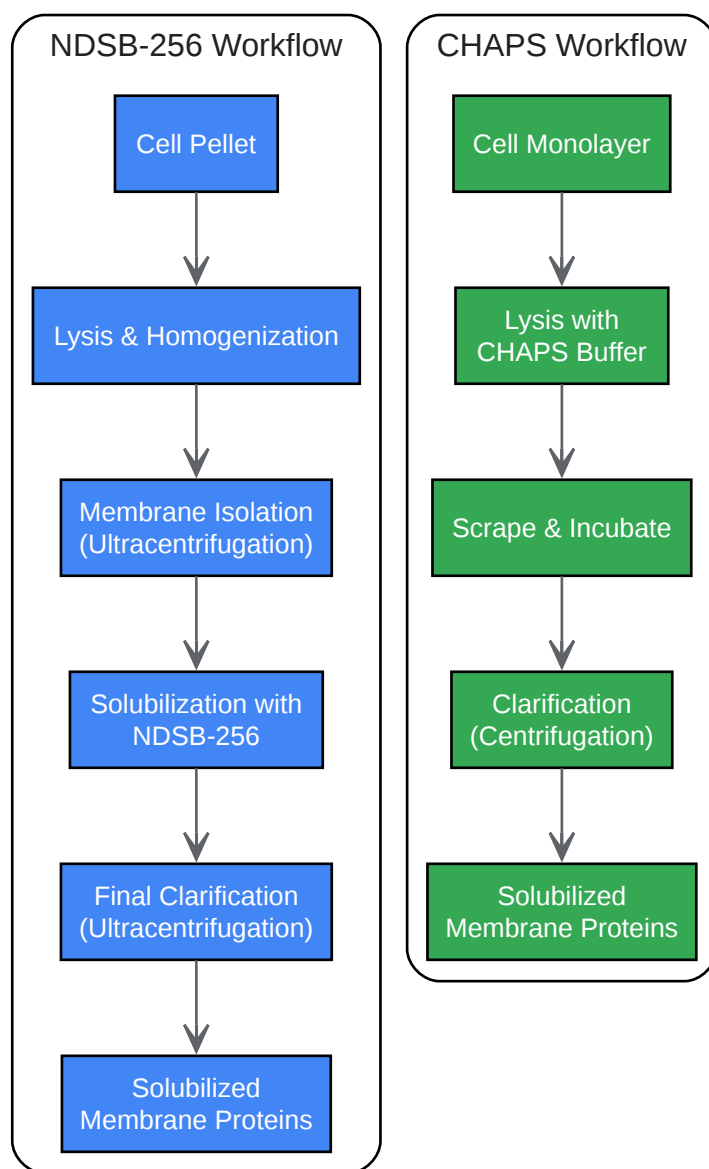 NDSB-256 Workflow
Cell Pellet
Lysis & Homogenization
Membrane Isolation
(Ultracentrifugation)
Solubilization with
NDSB-256
Final Clarification
(Ultracentrifugation)
Solubilized
Membrane Proteins
CHAPS Workflow
Cell Monolayer
Lysis with
CHAPS Buffer
Scrape & Incubate
Clarification
(Centrifugation)
Solubilized
Membrane Proteins